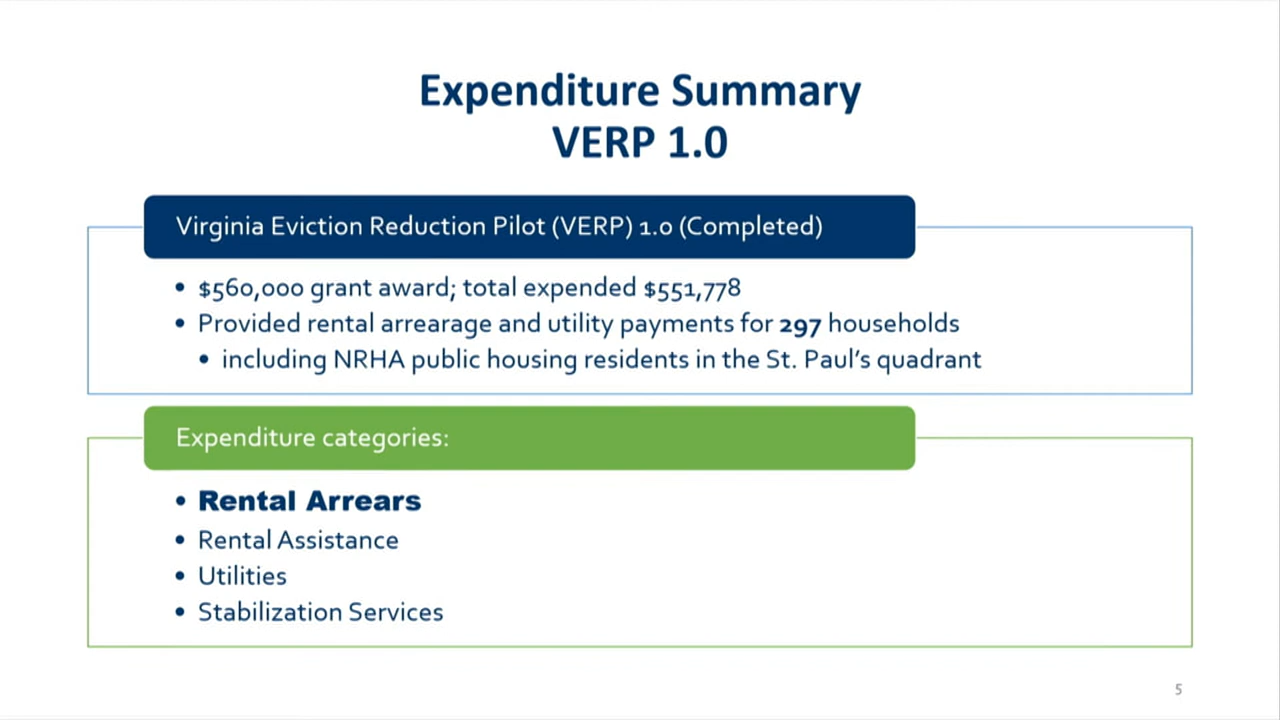 Expenditure Summary
VERP 1.0
Virginia Eviction Reduction Pilot (VERP) 1.0 (Completed)
• $560,000 grant award; total expended $551,778
• Provided rental arrearage and utility payments for 297 households
• including NRHA public housing residents in the St. Paul’s quadrant
Expenditure categories:
• Rental Arrears
• Rental Assistance
• Utilities
• Stabilization Services
5